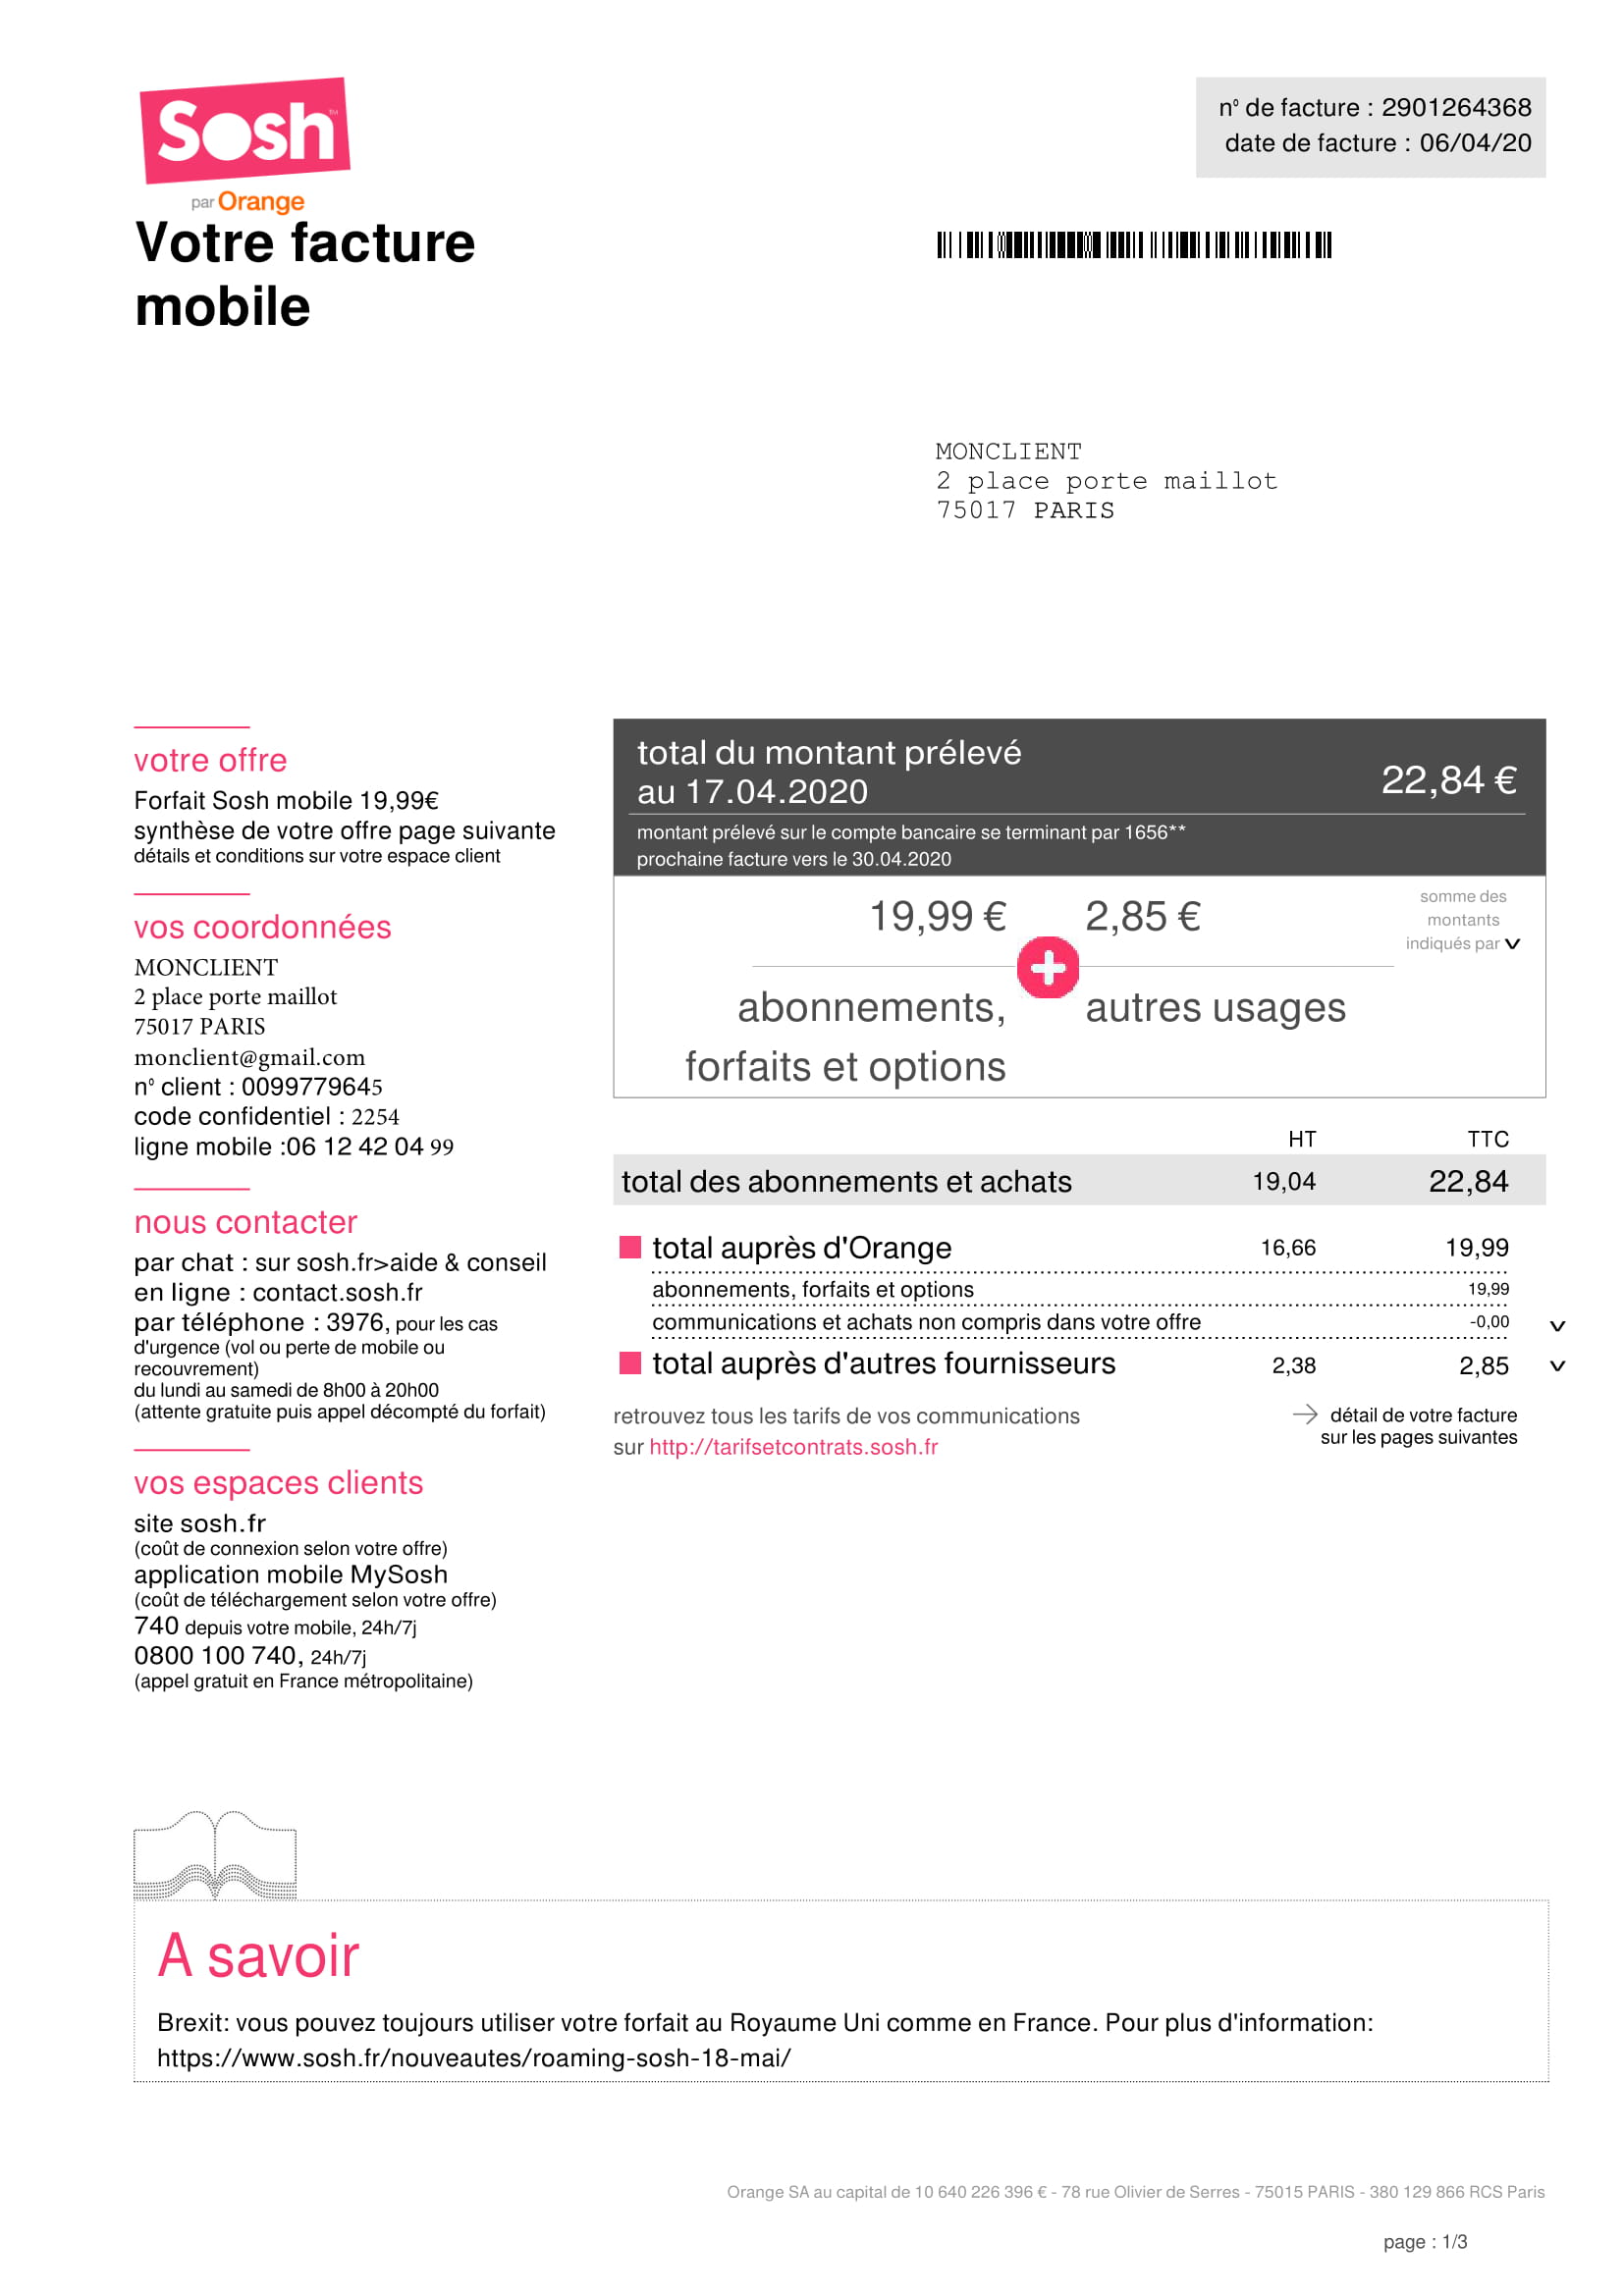 Sosh™
par Orange
Votre facture
mobile
n° de facture : 2901264368
date de facture : 06/04/20
MONCLIENT
2 place porte maillot
75017 PARIS
votre offre
Forfait Sosh mobile 19,99€
synthèse de votre offre page suivante
détails et conditions sur votre espace client
vos coordonnées
MONCLIENT
2 place porte maillot
75017 PARIS
monclient@gmail.com
n° client : 0099779645
code confidentiel : 2254
ligne mobile :06 12 42 04 99
nous contacter
par chat : sur sosh.fr>aide & conseil
en ligne : contact.sosh.fr
par téléphone : 3976, pour les cas
d'urgence (vol ou perte de mobile ou
recouvrement)
du lundi au samedi de 8h00 à 20h00
(attente gratuite puis appel décompté du forfait)
vos espaces clients
site sosh.fr
(coût de connexion selon votre offre)
application mobile MySosh
(coût de téléchargement selon votre offre)
740 depuis votre mobile, 24h/7j
0800 100 740, 24h/7j
(appel gratuit en France métropolitaine)
total du montant prélevé
au 17.04.2020 22,84 €
montant prélevé sur le compte bancaire se terminant par 1656**
prochaine facture vers le 30.04.2020
19,99 € 2,85 €
somme des
montants
indiqués par v
abonnements, autres usages
forfaits et options
HT TTC
total des abonnements et achats 19,04 22,84
total auprès d'Orange 16,66 19,99
abonnements, forfaits et options 19,99
communications et achats non compris dans votre offre -0,00 v
total auprès d'autres fournisseurs 2,38 2,85 v
retrouvez tous les tarifs de vos communications
sur http://tarifsetcontrats.sosh.fr
détail de votre facture
sur les pages suivantes
A savoir
Brexit: vous pouvez toujours utiliser votre forfait au Royaume Uni comme en France. Pour plus d'information:
https://www.sosh.fr/nouveautes/roaming-sosh-18-mai/
Orange SA au capital de 10 640 226 396 € - 78 rue Olivier de Serres - 75015 PARIS - 380 129 866 RCS Paris
page : 1/3